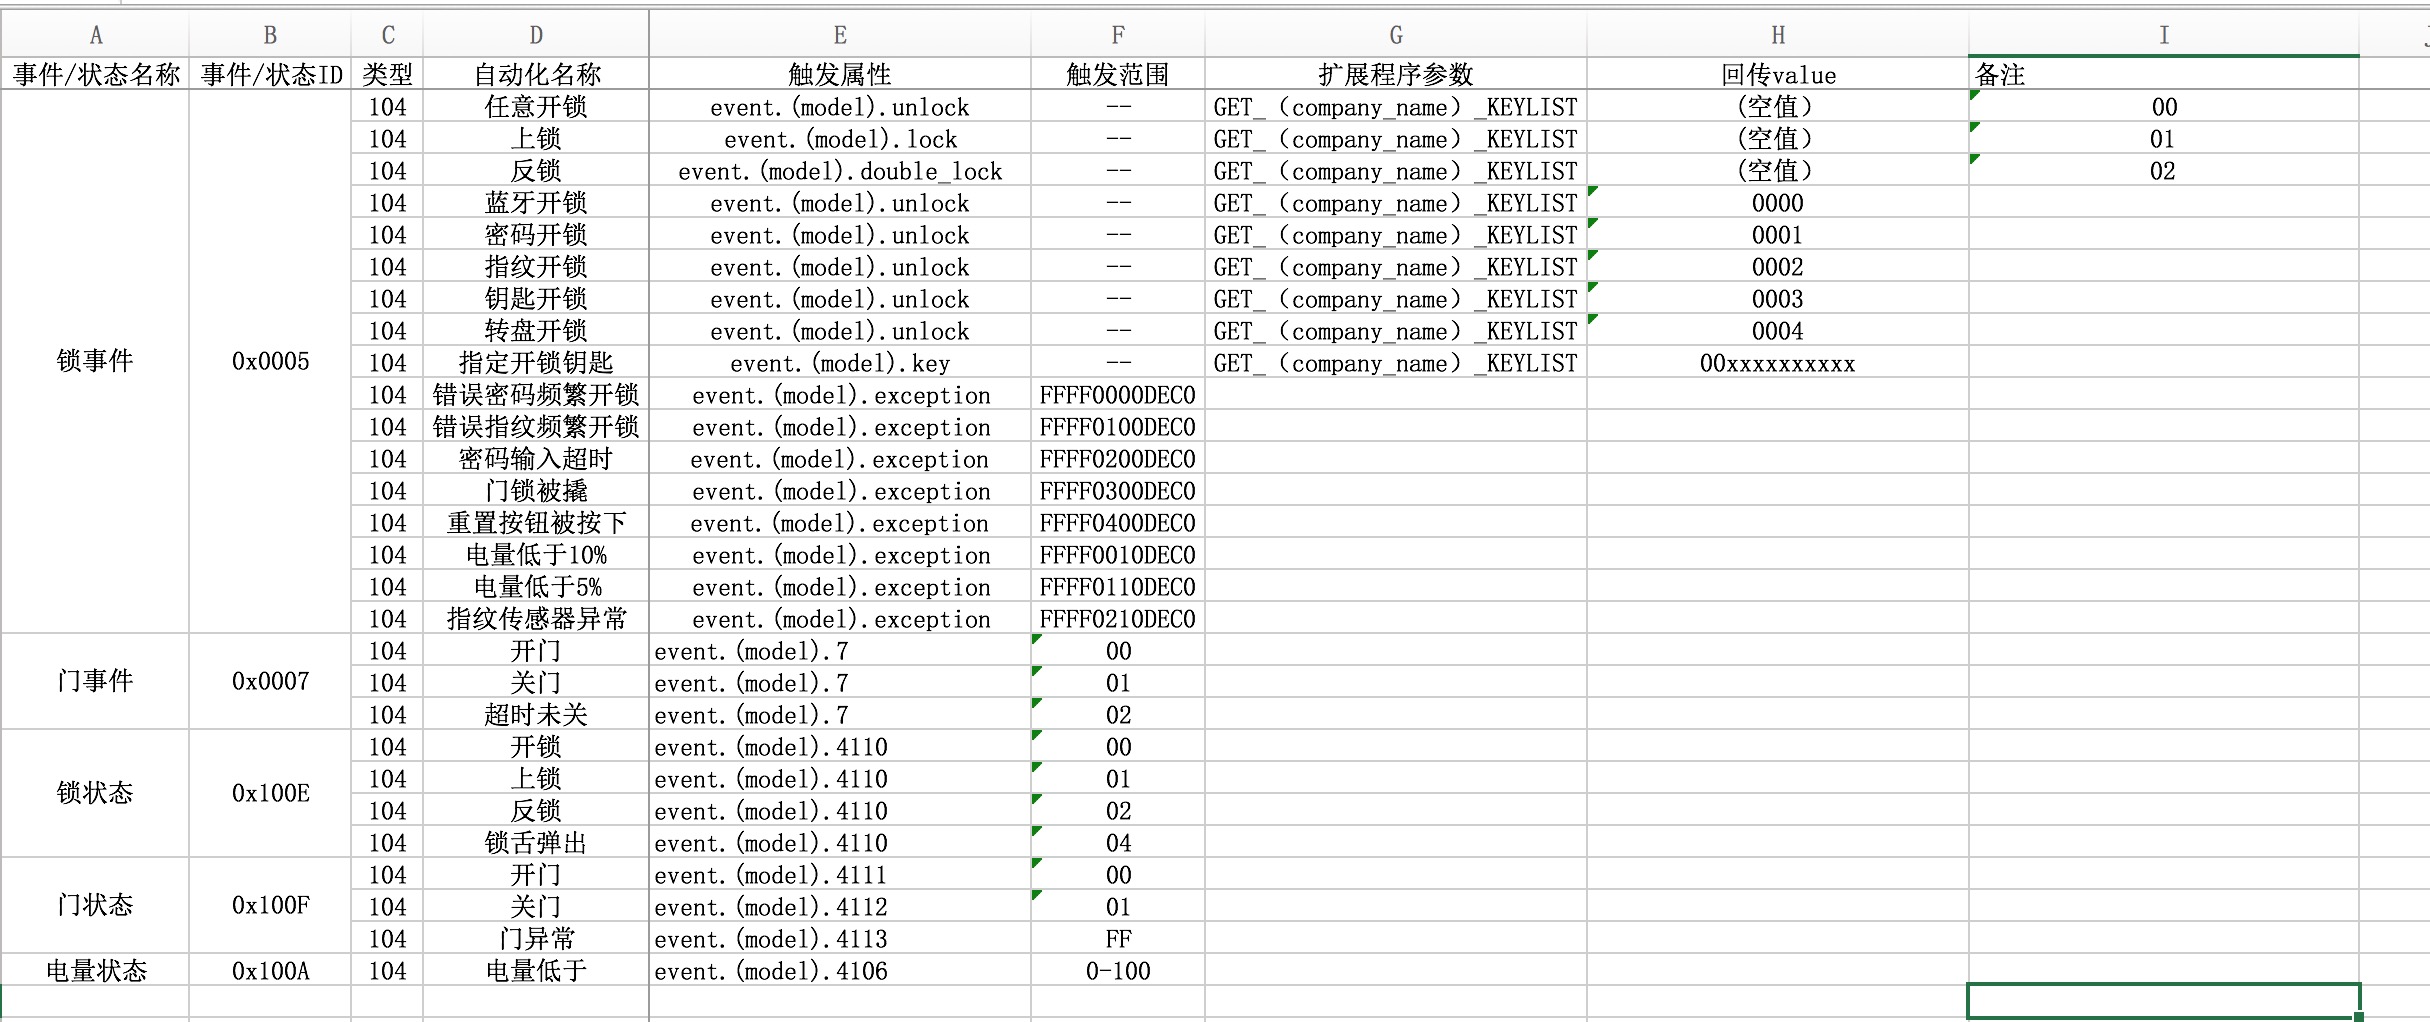 A B C D E F G H I
事件/状态名称 事件/状态ID 类型 自动化名称 触发属性 触发范围 扩展程序参数 回传value 备注
104 任意开锁 event.(model).unlock -- GET_（company_name）_KEYLIST (空值) 00
104 上锁 event.(model).lock -- GET_（company_name）_KEYLIST (空值) 01
104 反锁 event.(model).double_lock -- GET_（company_name）_KEYLIST (空值) 02
104 蓝牙开锁 event.(model).unlock -- GET_（company_name）_KEYLIST 0000
104 密码开锁 event.(model).unlock -- GET_（company_name）_KEYLIST 0001
104 指纹开锁 event.(model).unlock -- GET_（company_name）_KEYLIST 0002
104 钥匙开锁 event.(model).unlock -- GET_（company_name）_KEYLIST 0003
104 转盘开锁 event.(model).unlock -- GET_（company_name）_KEYLIST 0004
锁事件 0x0005 104 指定开锁钥匙 event.(model).key -- GET_（company_name）_KEYLIST 00xxxxxxxxxx
104 错误密码频繁开锁 event.(model).exception FFFF0000DEC0
104 错误指纹频繁开锁 event.(model).exception FFFF0100DEC0
104 密码输入超时 event.(model).exception FFFF0200DEC0
104 门锁被撬 event.(model).exception FFFF0300DEC0
104 重置按钮被按下 event.(model).exception FFFF0400DEC0
104 电量低于10% event.(model).exception FFFF0010DEC0
104 电量低于5% event.(model).exception FFFF0110DEC0
104 指纹传感器异常 event.(model).exception FFFF0210DEC0
104 开门 event.(model).7 00
门事件 0x0007 104 关门 event.(model).7 01
104 超时未关 event.(model).7 02
104 开锁 event.(model).4110 00
104 上锁 event.(model).4110 01
锁状态 0x100E
104 反锁 event.(model).4110 02
104 锁舌弹出 event.(model).4110 04
104 开门 event.(model).4111 00
门状态 0x100F 104 关门 event.(model).4112 01
104 门异常 event.(model).4113 FF
电量状态 0x100A 104 电量低于 event.(model).4106 0-100